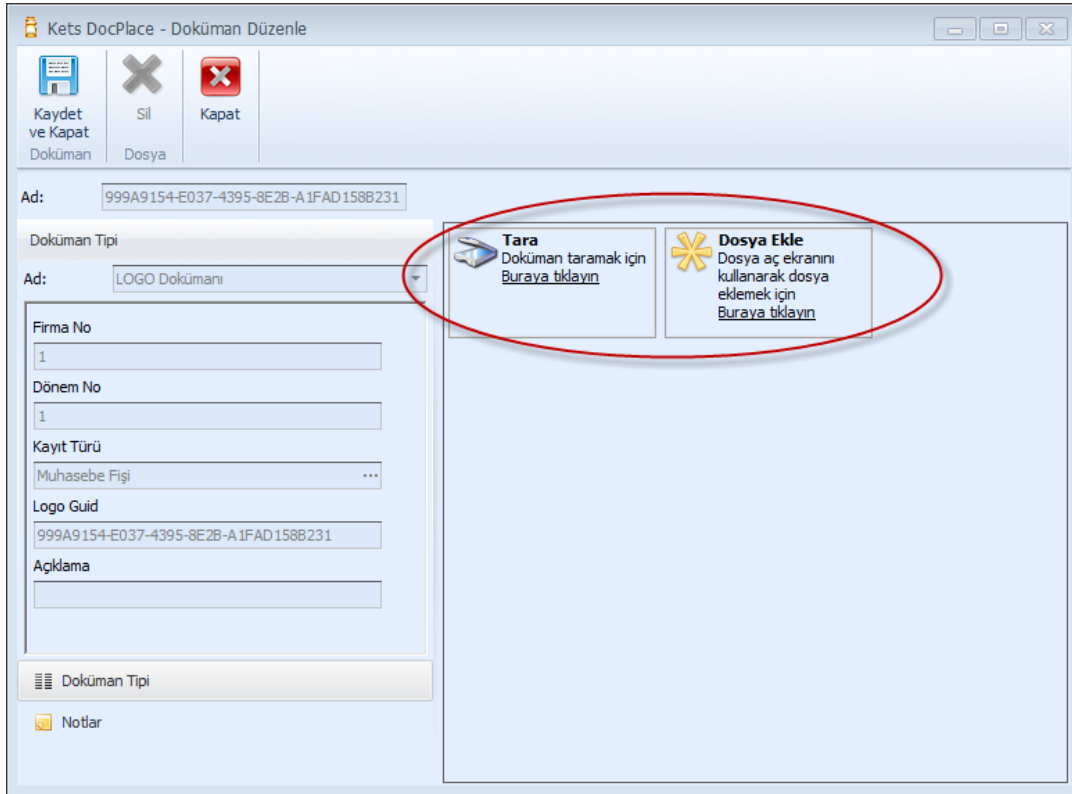 Kets DocPlace - Doküman Düzenle
Kaydet
ve Kapat
Sil
Kapat
Doküman
Dosya
Ad:
999A9154-E037-4395-8E2B-A1FAD158B231
Doküman Tipi
Ad:
LOGO Dokümanı
Firma No
1
Dönem No
1
Kayıt Türü
Muhasebe Fişi
...
Logo Guid
999A9154-E037-4395-8E2B-A1FAD158B231
Açıklama
Doküman Tipi
Notlar
Tara
Doküman taramak için
Buraya tıklayın
Dosya Ekle
Dosya aç ekranını
kullanarak dosya
eklemek için
Buraya tıklayın